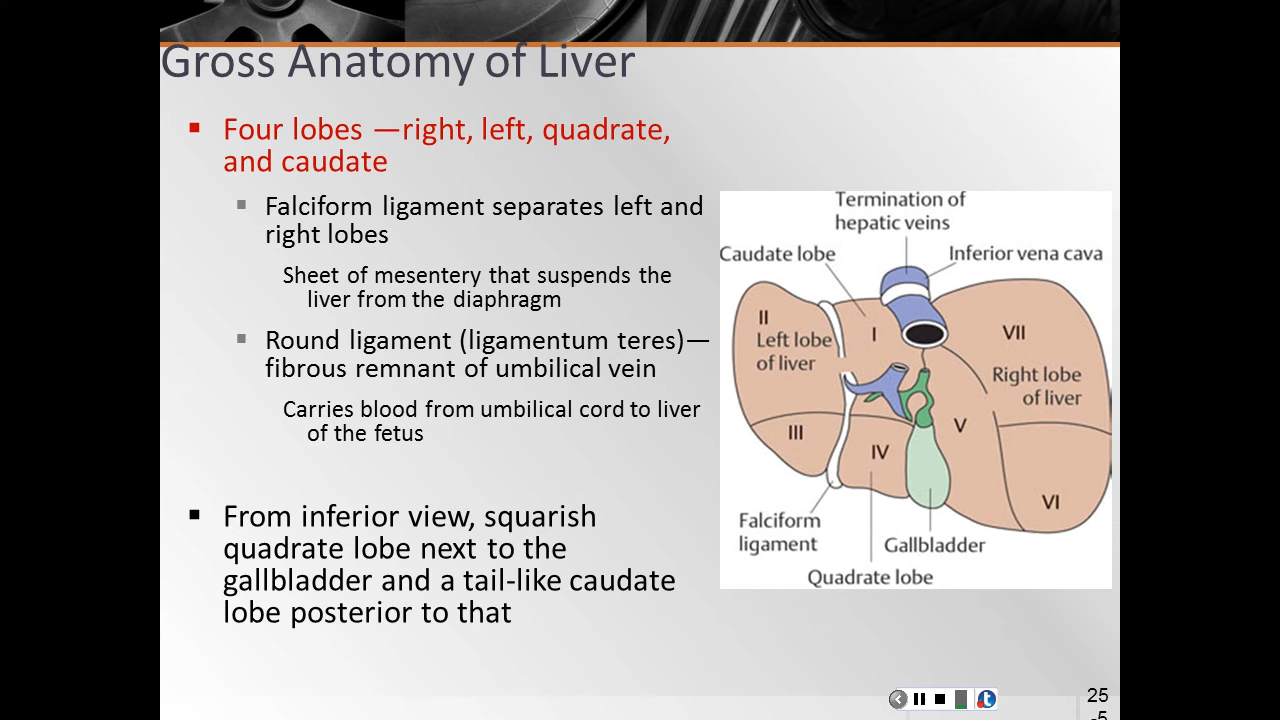 Gross Anatomy of Liver
Four lobes —right, left, quadrate,
and caudate
Falciform ligament separates left and
right lobes
Sheet of mesentery that suspends the
liver from the diaphragm
Round ligament (ligamentum teres)—
fibrous remnant of umbilical vein
Carries blood from umbilical cord to liver
of the fetus
From inferior view, squarish
quadrate lobe next to the
gallbladder and a tail-like caudate
lobe posterior to that
Termination of
hepatic veins
Caudate lobe
Inferior vena cava
II
Left lobe
of liver
I
VII
Right lobe
of liver
III
IV
V
VI
Falciform
ligament
Gallbladder
Quadrate lobe
25
-5